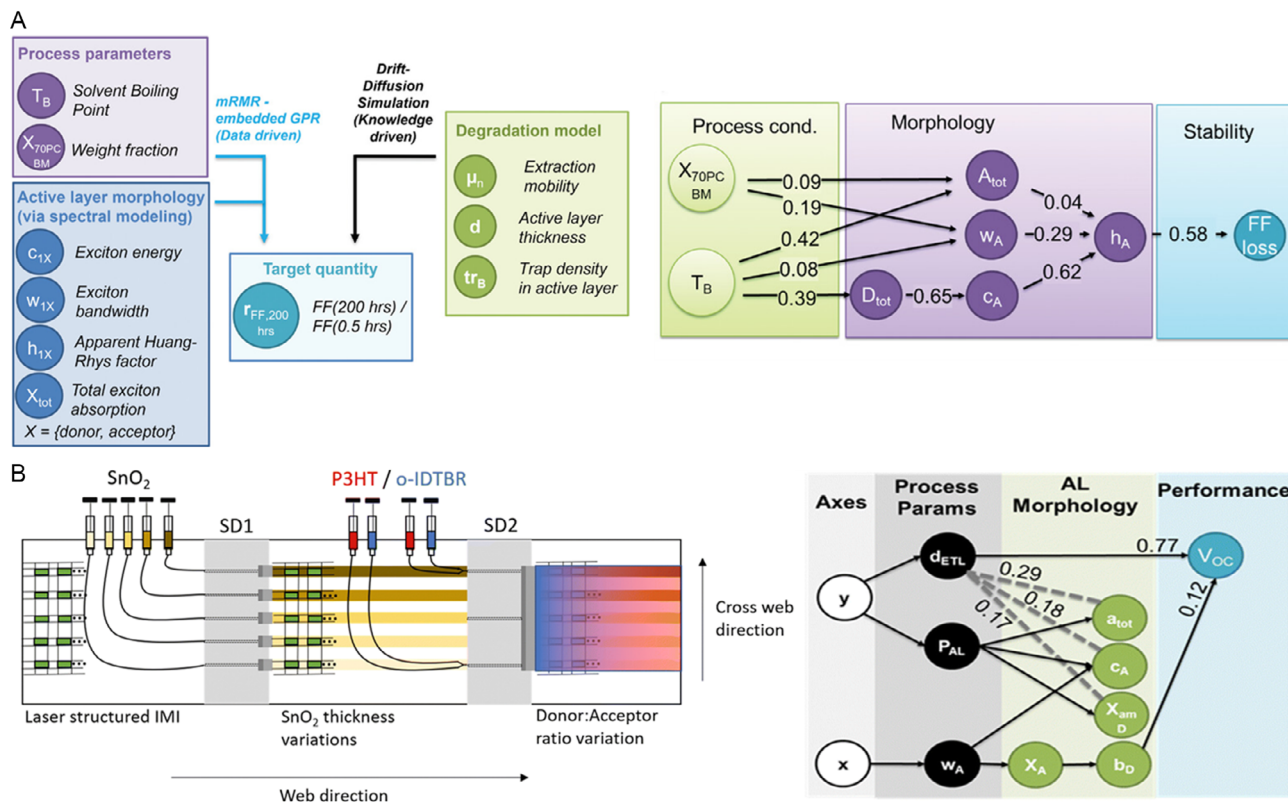 A
Process parameters
T_B
Solvent Boiling
Point
X_70PC
BM
Weight fraction
mRMR -
embedded GPR
(Data driven)
Drift-
Diffusion
Simulation
(Knowledge
driven)
Active layer morphology
(via spectral modeling)
c_1X
Exciton energy
w_1X
Exciton
bandwidth
h_1X
Apparent Huang-
Rhys factor
X_tot
Total exciton
absorption
X = {donor, acceptor}
Target quantity
r_FF,200
hrs
FF(200 hrs) /
FF(0.5 hrs)
Degradation model
μ_n
Extraction
mobility
d
Active layer
thickness
tr_B
Trap density
in active layer
Process cond.
Morphology
Stability
X_70PC
BM
T_B
0.09
0.19
0.42
0.08
0.39
D_tot
0.65
A_tot
w_A
c_A
0.04
0.29
0.62
h_A
0.58
FF
loss
B
SnO2
P3HT / o-IDTBR
SD1
SD2
Cross web
direction
Laser structured IMI
SnO2 thickness
variations
Donor:Acceptor
ratio variation
Web direction
Axes
Process
Params
AL
Morphology
Performance
y
x
d_ETL
P_AL
w_A
0.77
0.29
0.18
0.17
0.12
a_tot
c_A
X_am
D
X_A
b_D
V_OC